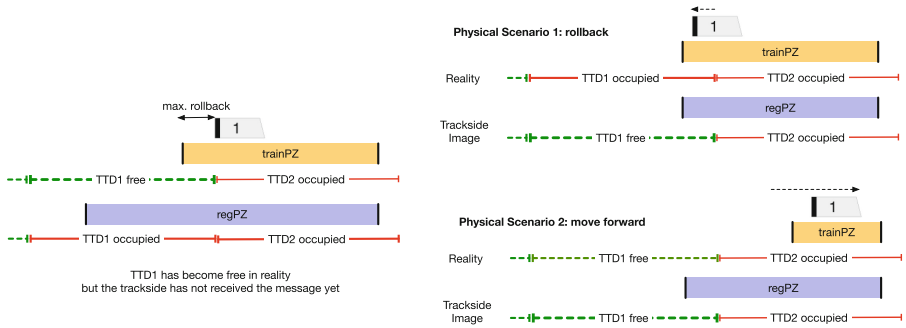 max. rollback
1
trainPZ
TTD1 free
TTD2 occupied
regPZ
TTD1 occupied
TTD2 occupied
TTD1 has become free in reality
but the trackside has not received the message yet
Physical Scenario 1: rollback
1
trainPZ
Reality
TTD1 occupied
TTD2 occupied
regPZ
Trackside
Image
TTD1 free
TTD2 occupied
Physical Scenario 2: move forward
1
trainPZ
Reality
TTD1 free
TTD2 occupied
regPZ
Trackside
Image
TTD1 free
TTD2 occupied